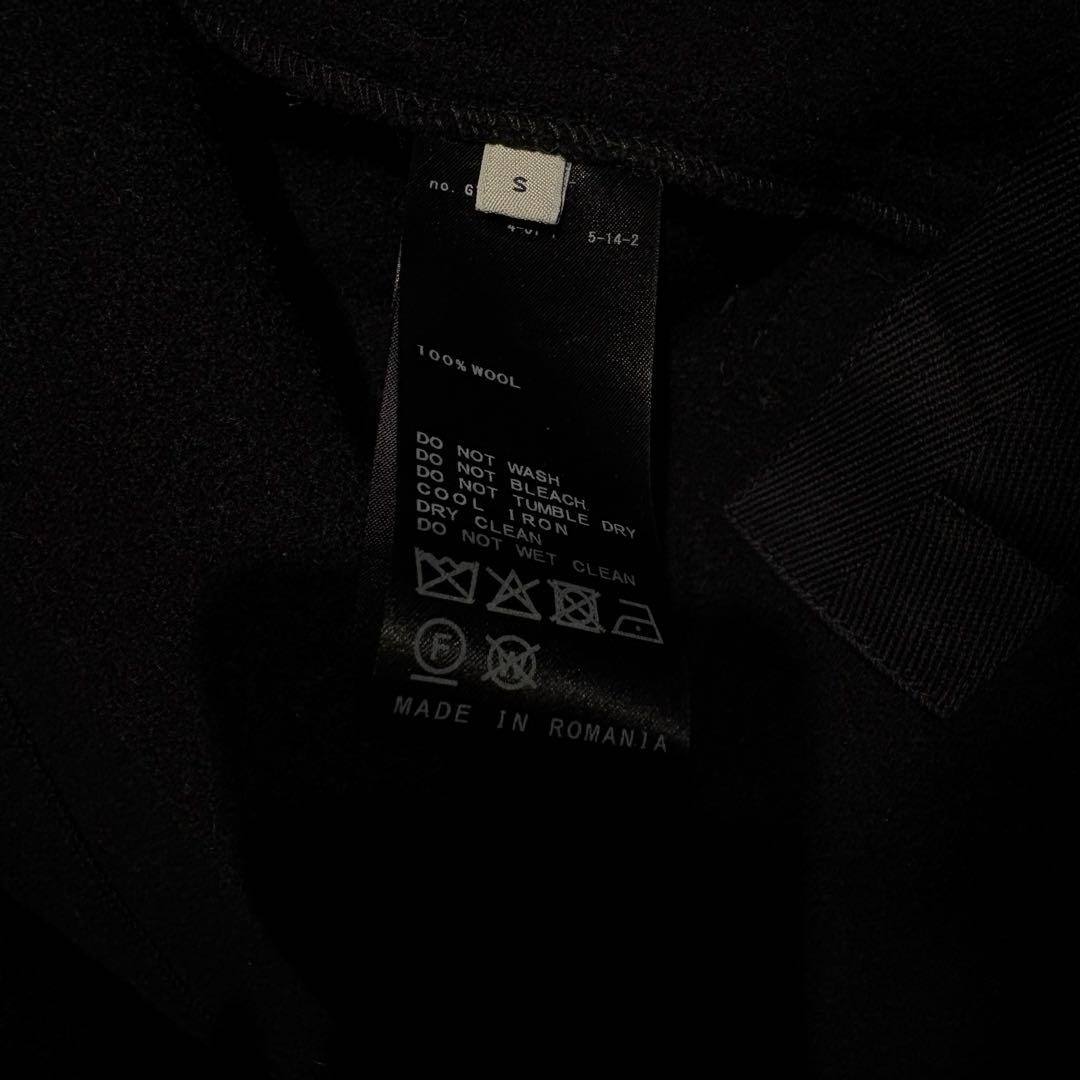 S
no. G
5-14-2
100% WOOL
DO NOT WASH
DO NOT BLEACH
DO NOT TUMBLE DRY
COOL IRON
DRY CLEAN
DO NOT WET CLEAN
F W
MADE IN ROMANIA